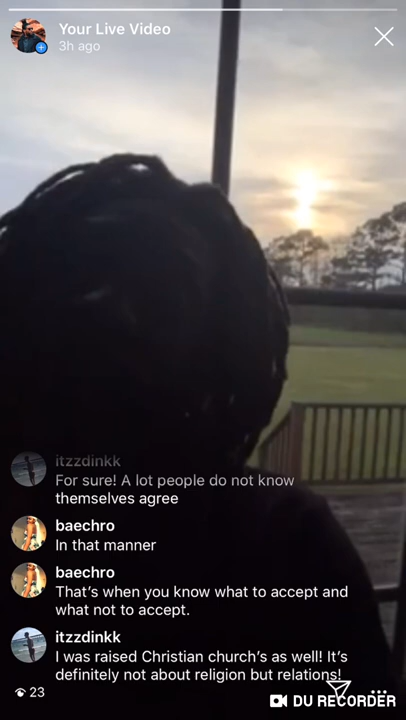 Your Live Video
3h ago
itzzdinkk
For sure! A lot people do not know
themselves agree
baechro
In that manner
baechro
That's when you know what to accept and
what not to accept.
itzzdinkk
I was raised Christian church's as well! It's
definitely not about religion but relations!
23
DU RECORDER